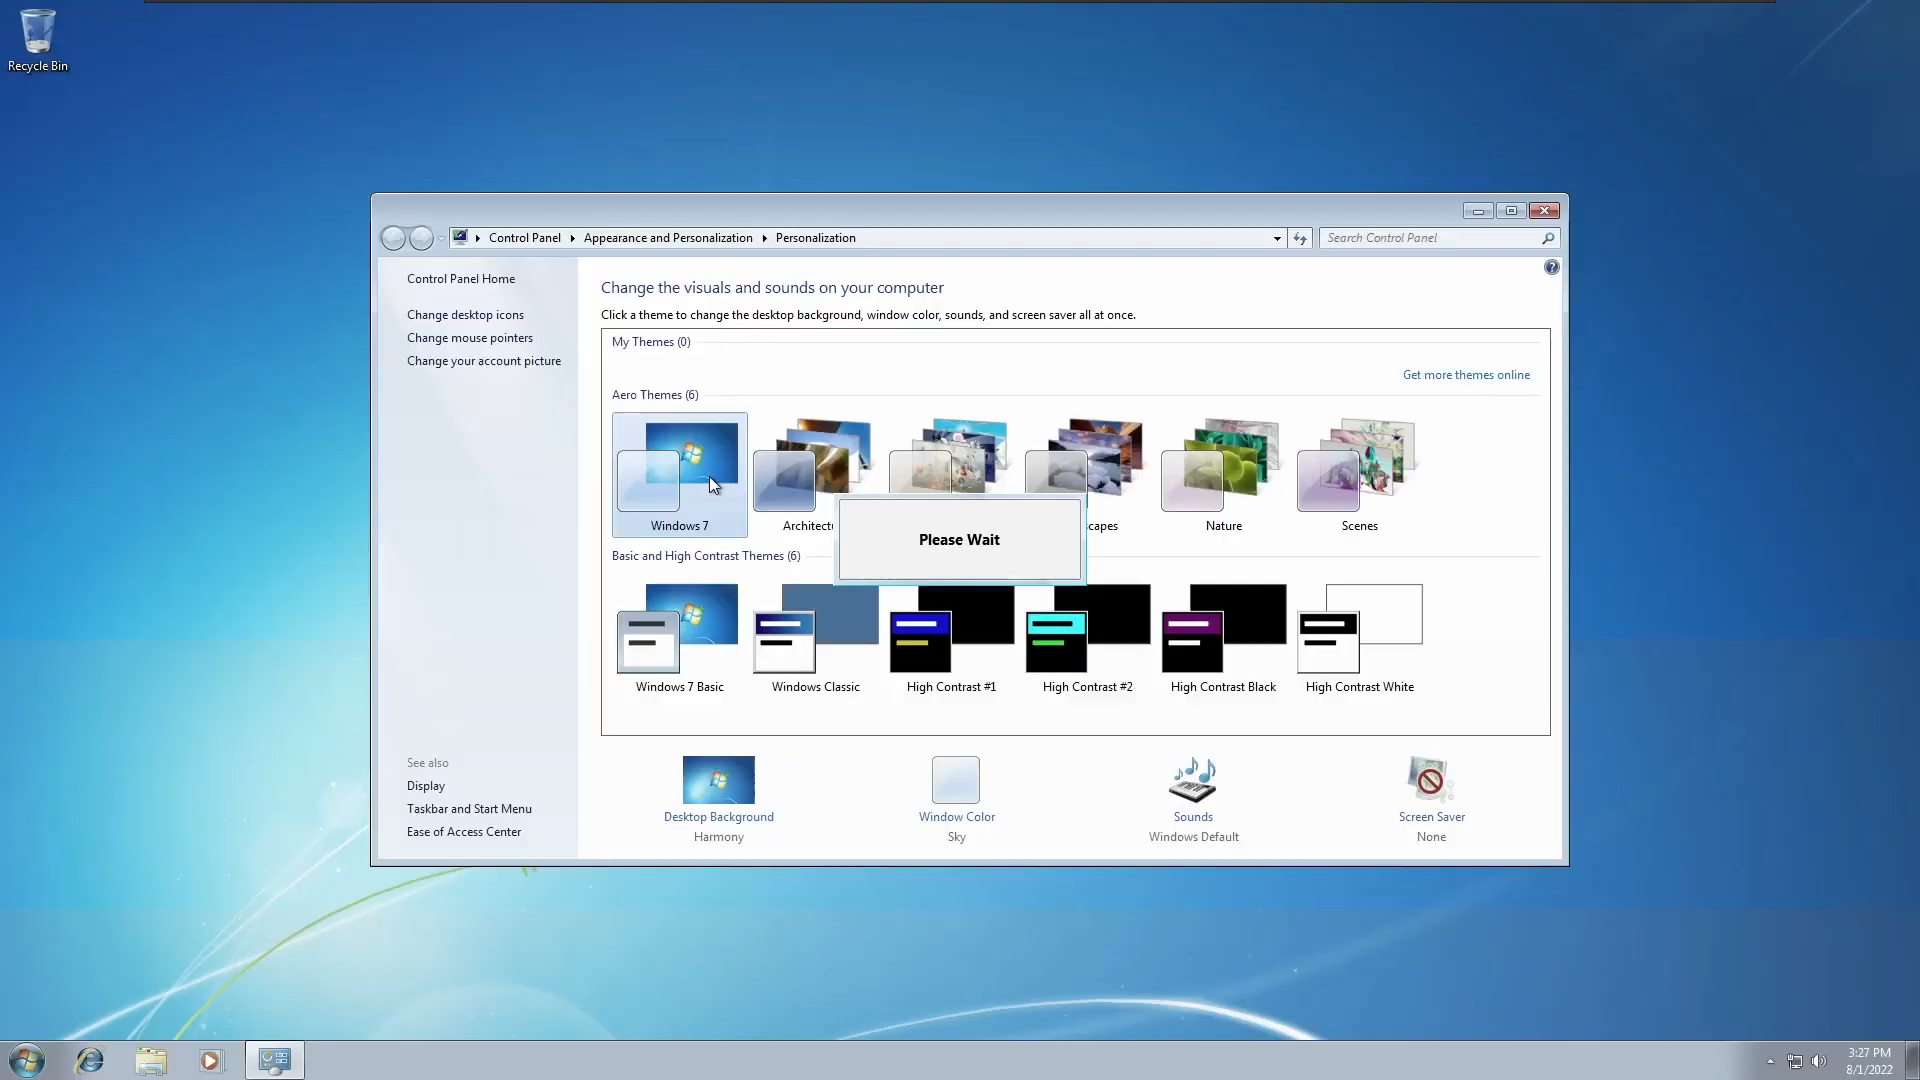 Recycle Bin
Control Panel
Appearance and Personalization
Personalization
Search Control Panel
Control Panel Home
Change desktop icons
Change mouse pointers
Change your account picture
Change the visuals and sounds on your computer
Click a theme to change the desktop background, window color, sounds, and screen saver all at once.
My Themes (0)
Get more themes online
Aero Themes (6)
Windows 7
Architectu
capes
Nature
Scenes
Please Wait
Basic and High Contrast Themes (6)
Windows 7 Basic
Windows Classic
High Contrast #1
High Contrast #2
High Contrast Black
High Contrast White
See also
Display
Taskbar and Start Menu
Ease of Access Center
Desktop Background
Harmony
Window Color
Sky
Sounds
Windows Default
Screen Saver
None
3:27 PM
8/1/2022